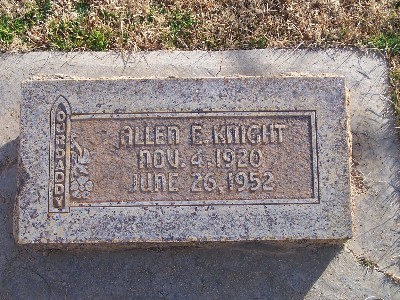 OUR DADDY
ALLEN E. KNIGHT
NOV. 4, 1920
JUNE 26, 1952